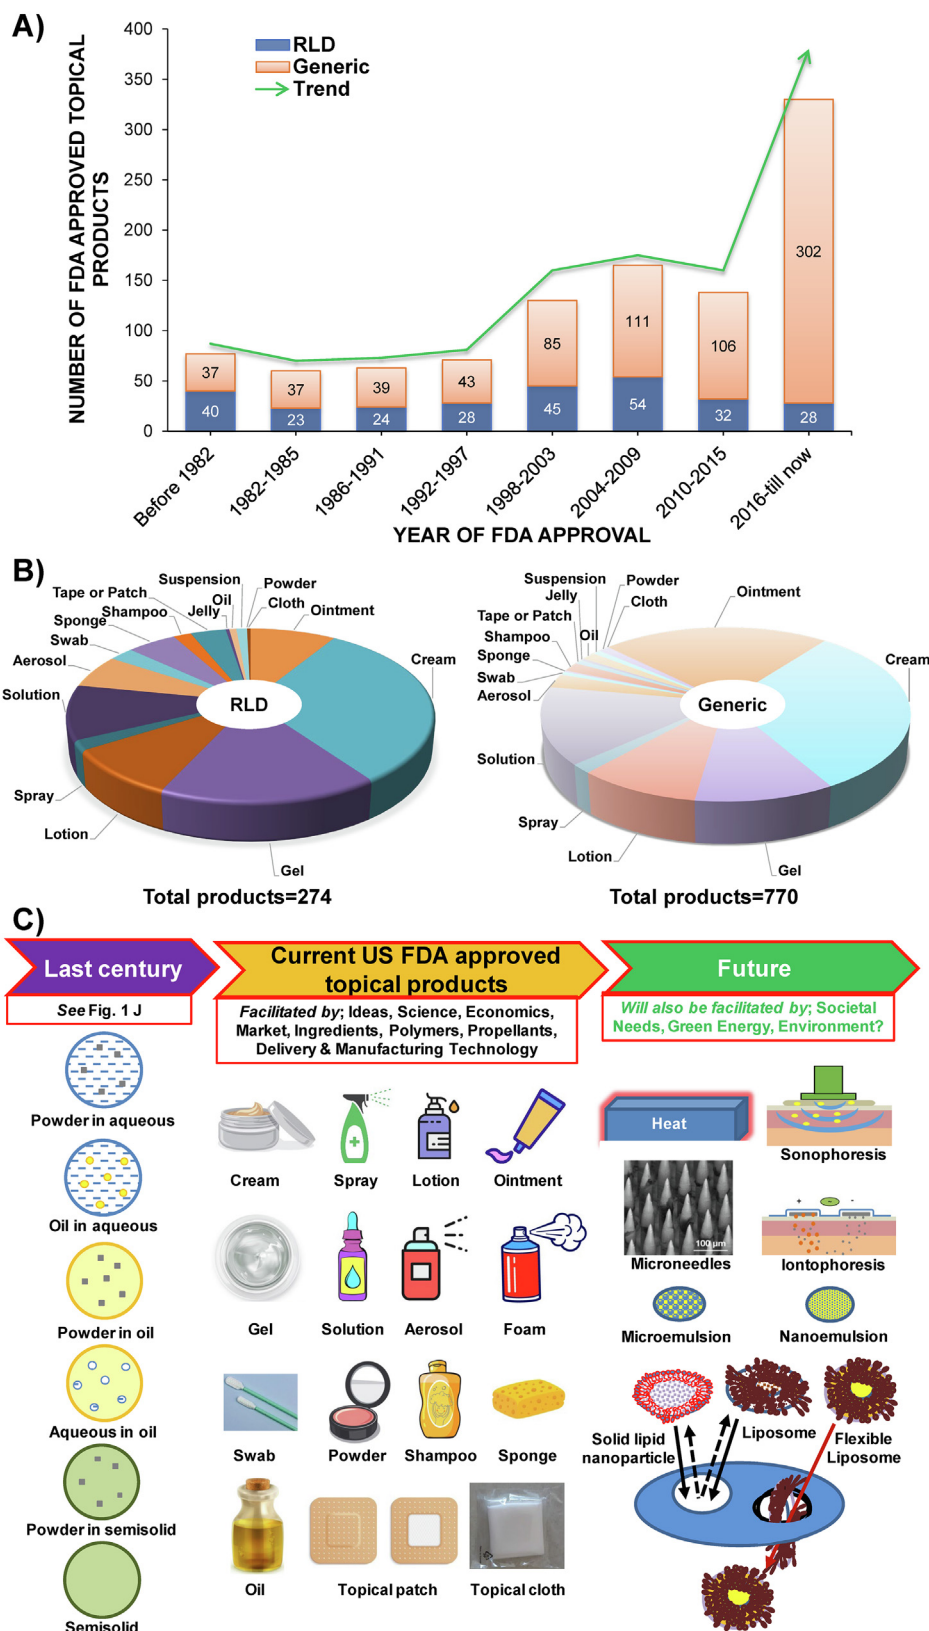 A)
NUMBER OF FDA APPROVED TOPICAL
PRODUCTS
400
350
300
250
200
150
100
50
0
RLD
Generic
Trend
37
40
37
23
39
24
43
28
85
45
111
54
106
32
302
28
Before 1982
1982-1985
1986-1991
1992-1997
1998-2003
2004-2009
2010-2015
2016-till now
YEAR OF FDA APPROVAL
B)
Suspension
Powder
Tape or Patch
Oil
Cloth
Shampoo
Jelly
Ointment
Sponge
Swab
Aerosol
Cream
Solution
RLD
Spray
Lotion
Gel
Total products=274
Suspension
Powder
Jelly
Cloth
Ointment
Tape or Patch
Oil
Shampoo
Sponge
Cream
Swab
Aerosol
Generic
Solution
Spray
Lotion
Gel
Total products=770
C)
Last century
See Fig. 1 J
Powder in aqueous
Oil in aqueous
Powder in oil
Aqueous in oil
Powder in semisolid
Semisolid
Current US FDA approved
topical products
Facilitated by; Ideas, Science, Economics,
Market, Ingredients, Polymers, Propellants,
Delivery & Manufacturing Technology
Cream
Spray
Lotion
Ointment
Gel
Solution
Aerosol
Foam
Swab
Powder
Shampoo
Sponge
Oil
Topical patch
Topical cloth
Future
Will also be facilitated by; Societal
Needs, Green Energy, Environment?
Heat
Sonophoresis
100 µm
Microneedles
+
-
-
Iontophoresis
Microemulsion
Nanoemulsion
Solid lipid
nanoparticle
Liposome
Flexible
Liposome